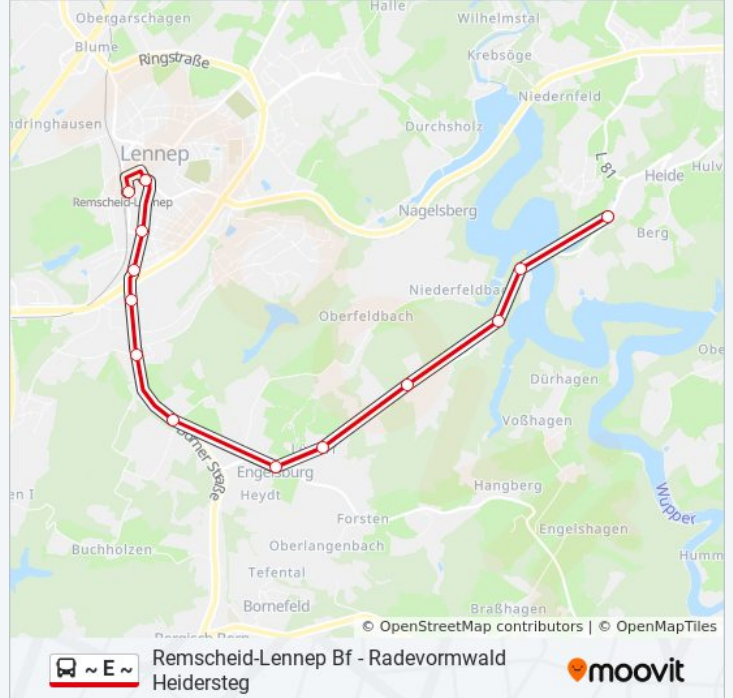 Obergarschagen
Halle
Wilhelmstal
Blume
Ringstraße
Krebsöge
Niedernfeld
ndringhausen
Durchsholz
Lennep
L 81
Heide
Hulv
Remscheid-Lennep
Nagelsberg
Berg
Niederfeldba
Oberfeldbach
Obe
Dürhagen
Voßhagen
Borner Straße
Engelsburg
en I
Heydt
Hangberg
Wupper
Forsten
Engelshagen
Buchholzen
Oberlangenbach
Humm
Tefental
Bornefeld
Braßhagen
Bergisch Born
© OpenStreetMap contributors | © OpenMapTiles
~ E ~
Remscheid-Lennep Bf - Radevormwald
Heidersteg
moovit